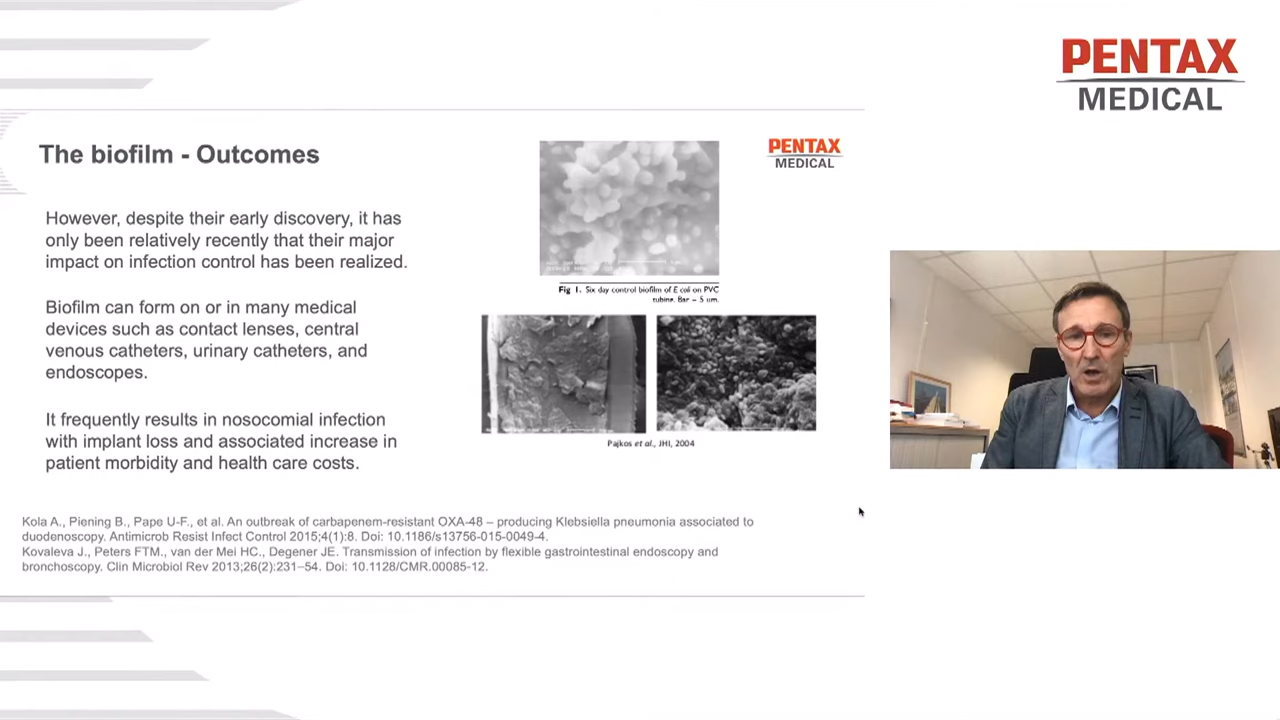 PENTAX
MEDICAL
The biofilm - Outcomes
PENTAX
MEDICAL
However, despite their early discovery, it has
only been relatively recently that their major
impact on infection control has been realized.
Biofilm can form on or in many medical
devices such as contact lenses, central
venous catheters, urinary catheters, and
endoscopes.
It frequently results in nosocomial infection
with implant loss and associated increase in
patient morbidity and health care costs.
Fig 1. Six day control biofilm of E coli on PVC
tubing. Bar – 5 um.
Pajkos et al., JHI, 2004
Kola A., Piening B., Pape U-F., et al. An outbreak of carbapenem-resistant OXA-48 – producing Klebsiella pneumonia associated to
duodenoscopy. Antimicrob Resist Infect Control 2015;4(1):8. Doi: 10.1186/s13756-015-0049-4.
Kovaleva J., Peters FTM., van der Mei HC., Degener JE. Transmission of infection by flexible gastrointestinal endoscopy and
bronchoscopy. Clin Microbiol Rev 2013;26(2):231–54. Doi: 10.1128/CMR.00085-12.